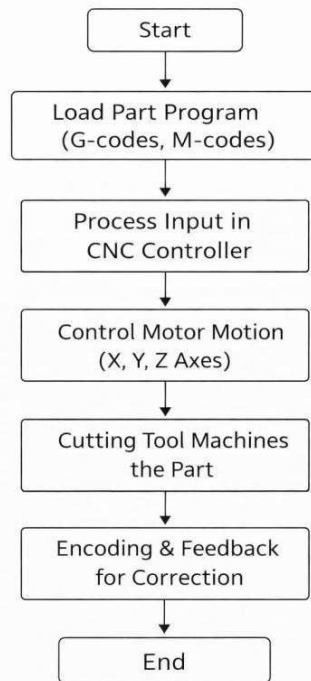 Start
Load Part Program
(G-codes, M-codes)
Process Input in
CNC Controller
Control Motor Motion
(X, Y, Z Axes)
Cutting Tool Machines
the Part
Encoding & Feedback
for Correction
End